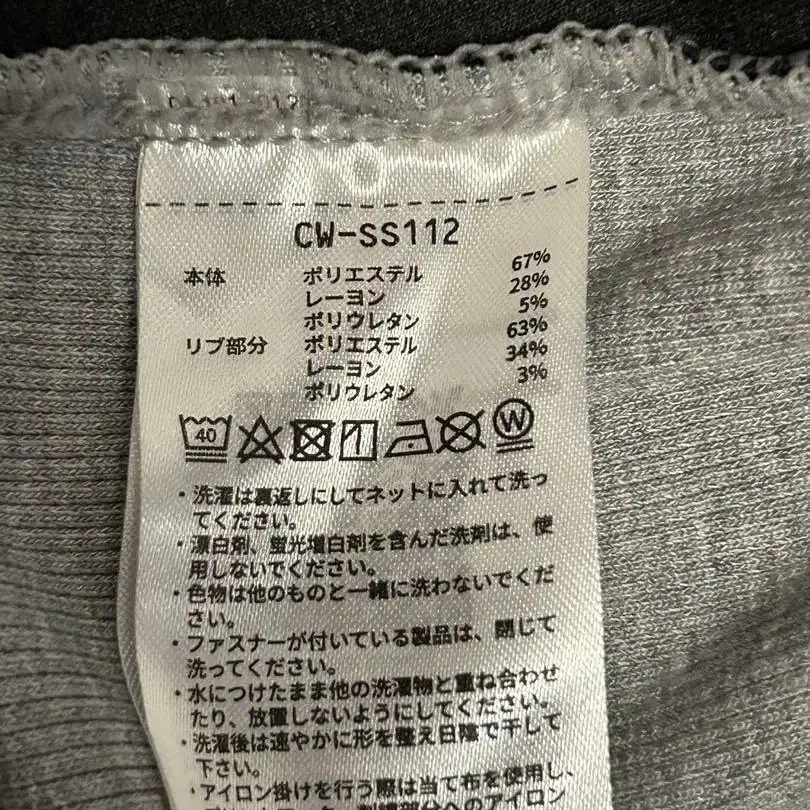 CW-SS112
本体 ポリエステル 67%
レーヨン 28%
ポリウレタン 5%
リブ部分 ポリエステル 63%
レーヨン 34%
ポリウレタン 3%
40 W
・洗濯は裏返しにしてネットに入れて洗っ
てください。
・漂白剤、蛍光増白剤を含んだ洗剤は、使
用しないでください。
・色物は他のものと一緒に洗わないでくだ
さい。
・ファスナーが付いている製品は、閉じて
洗ってください。
・水につけたまま他の洗濯物と重ね合わせ
たり、放置しないようにしてください。
・洗濯後は速やかに形を整え日陰で干して
下さい。
・アイロン掛けを行う際は当て布を使用し、
部分へのアイロン